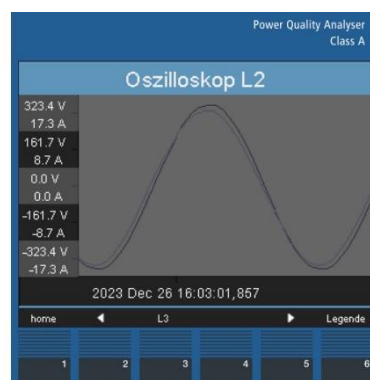 Power Quality Analyser
Class A
Oszilloskop L2
323.4 V
17.3 A
161.7 V
8.7 A
0.0 V
0.0 A
-161.7 V
-8.7 A
-323.4 V
-17.3 A
2023 Dec 26 16:03:01,857
home ◄ L3 ► Legende
1 2 3 4 5 6